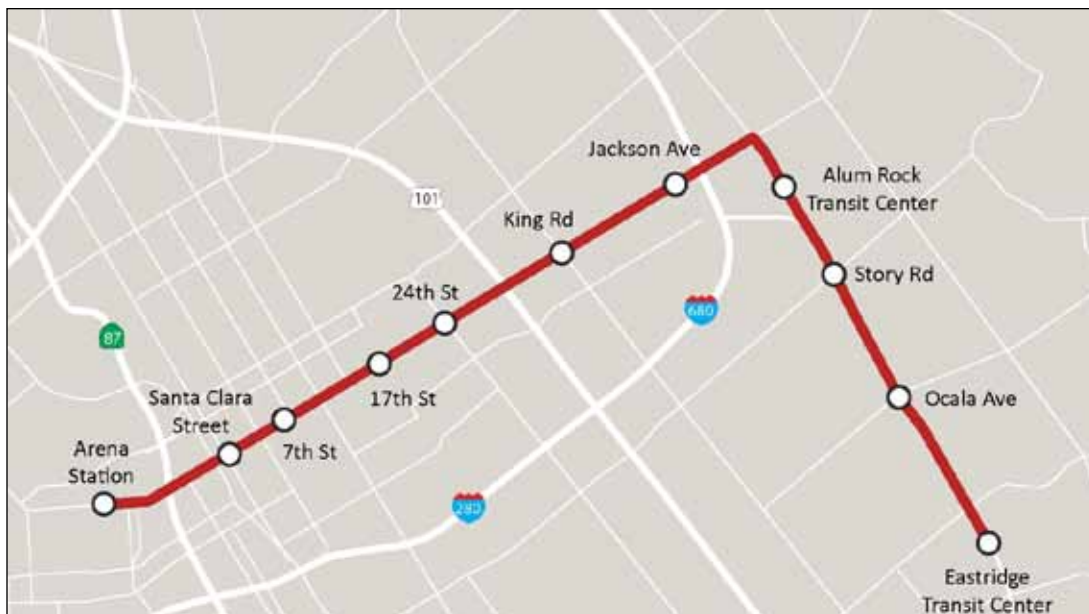 Jackson Ave
Alum Rock
Transit Center
101
King Rd
Story Rd
24th St
680
87
Santa Clara
Street
17th St
Ocala Ave
7th St
Arena
Station
280
Eastridge
Transit Center